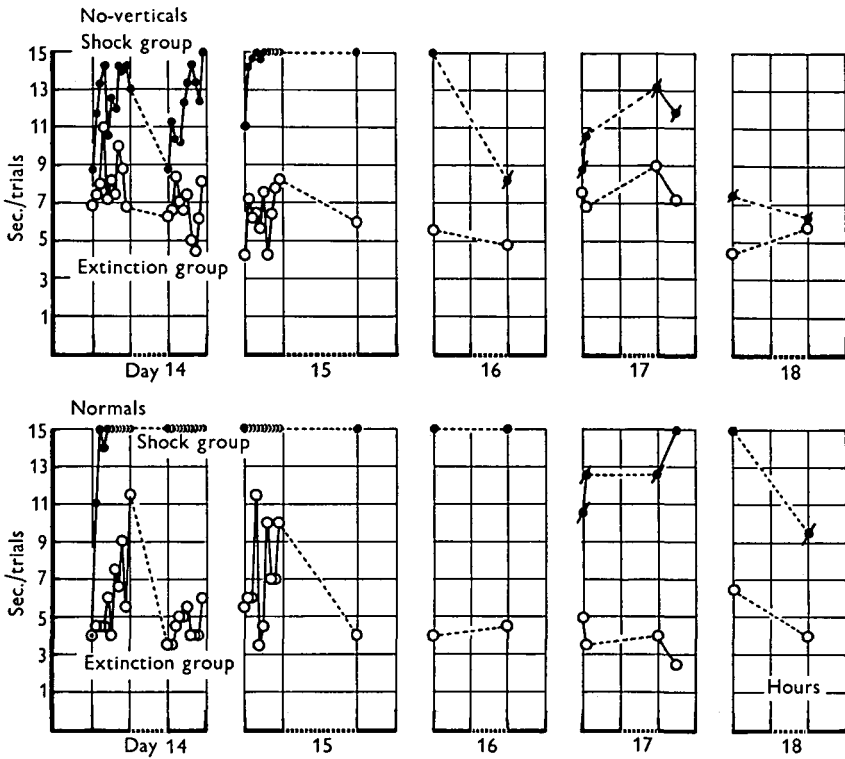 No-verticals
Shock group
15
13
11
9
7
5
3
1
Sec./trials
Extinction group
Day 14
15
16
17
18
Normals
Shock group
15
13
11
9
7
5
3
1
Sec./trials
Extinction group
Hours
Day 14
15
16
17
18